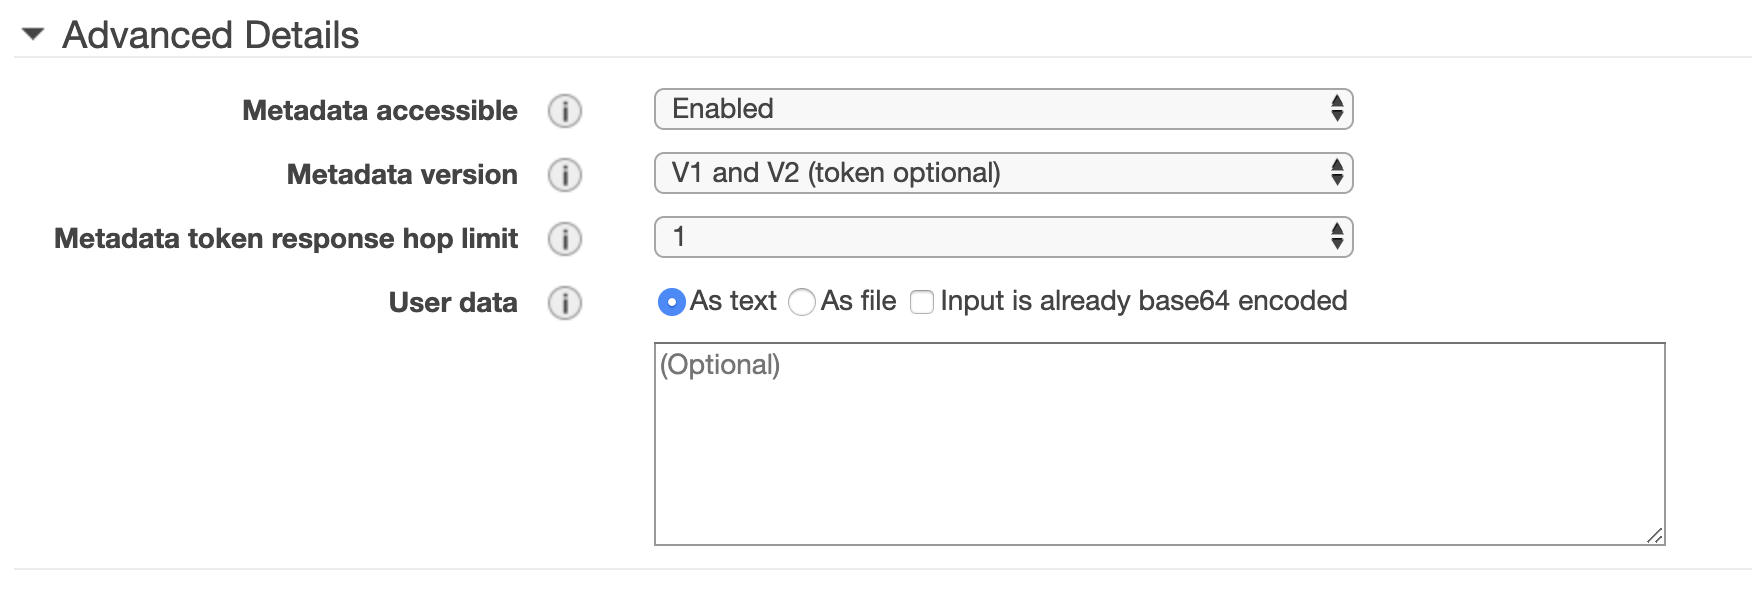 Advanced Details
Metadata accessible Enabled
Metadata version V1 and V2 (token optional)
Metadata token response hop limit 1
User data As text As file Input is already base64 encoded
(Optional)